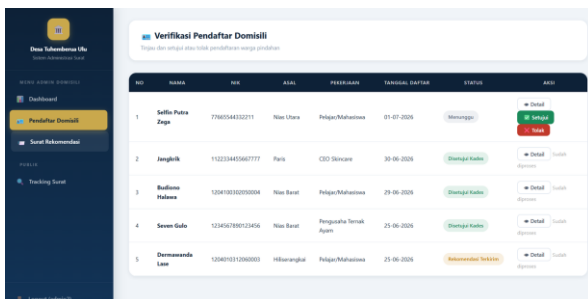 Desa Tuhemberua Ulu
Sistem Administrasi Surat
MENU ADMIN DOMISILI
Dashboard
Pendaftar Domisili
Surat Rekomendasi
PUBLIK
Tracking Surat
Verifikasi Pendaftar Domisili
Tinjau dan setujui atau tolak pendaftaran warga pindahan
NO NAMA NIK ASAL PEKERJAAN TANGGAL DAFTAR STATUS AKSI
1 Selfin Putra Zega 77665544332211 Nias Utara Pelajar/Mahasiswa 01-07-2026 Menunggu Detail
Setujui
Tolak
2 Jangkrik 1122334455667777 Paris CEO Skincare 30-06-2026 Disetujui Kades Detail Sudah diproses
3 Budiono Halawa 1204100302050004 Nias Barat Pelajar/Mahasiswa 29-06-2026 Disetujui Kades Detail Sudah diproses
4 Seven Gulo 1234567890123456 Nias Barat Pengusaha Ternak Ayam 25-06-2026 Disetujui Kades Detail Sudah diproses
5 Dermawanda Lase 1204010312060003 Hiliserangkai Pelajar/Mahasiswa 25-06-2026 Rekomendasi Terkirim Detail Sudah diproses